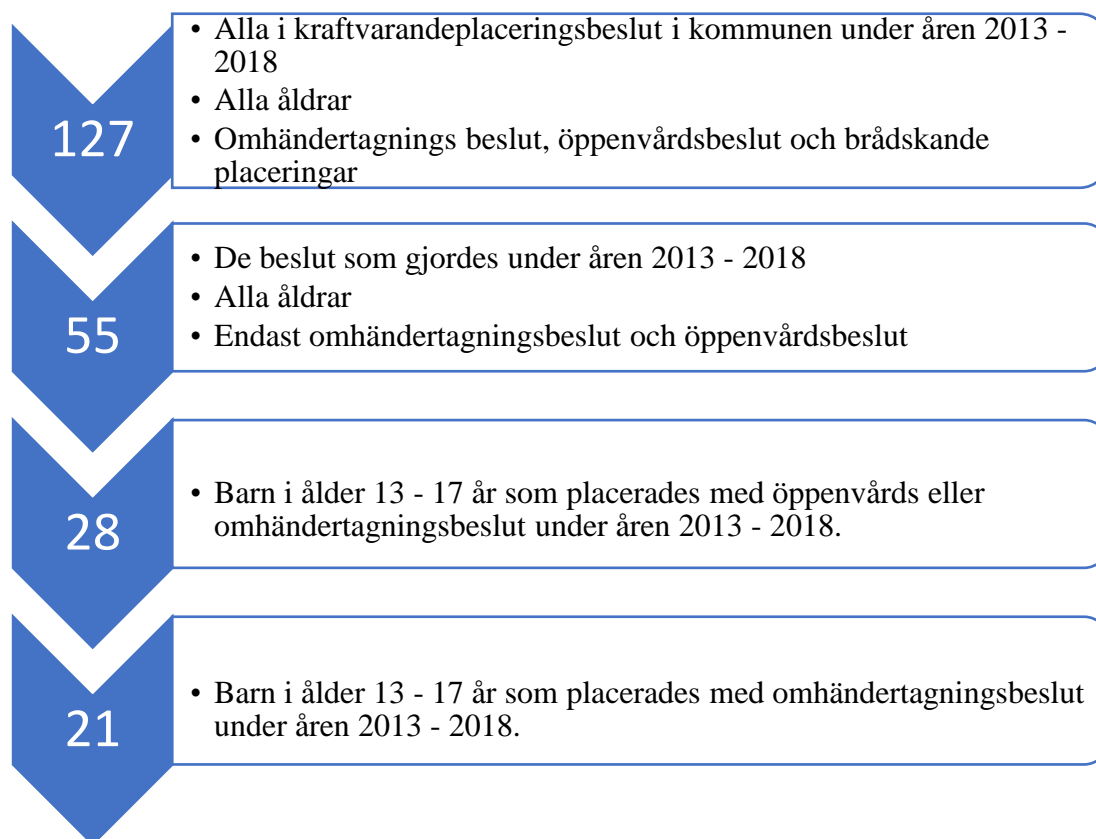 127
• Alla i kraftvarandeplaceringsbeslut i kommunen under åren 2013 -
2018
• Alla åldrar
• Omhändertagnings beslut, öppenvårdsbeslut och brådskande
placeringar
55
• De beslut som gjordes under åren 2013 - 2018
• Alla åldrar
• Endast omhändertagningsbeslut och öppenvårdsbeslut
28
• Barn i ålder 13 - 17 år som placerades med öppenvårds eller
omhändertagningsbeslut under åren 2013 - 2018.
21
• Barn i ålder 13 - 17 år som placerades med omhändertagningsbeslut
under åren 2013 - 2018.